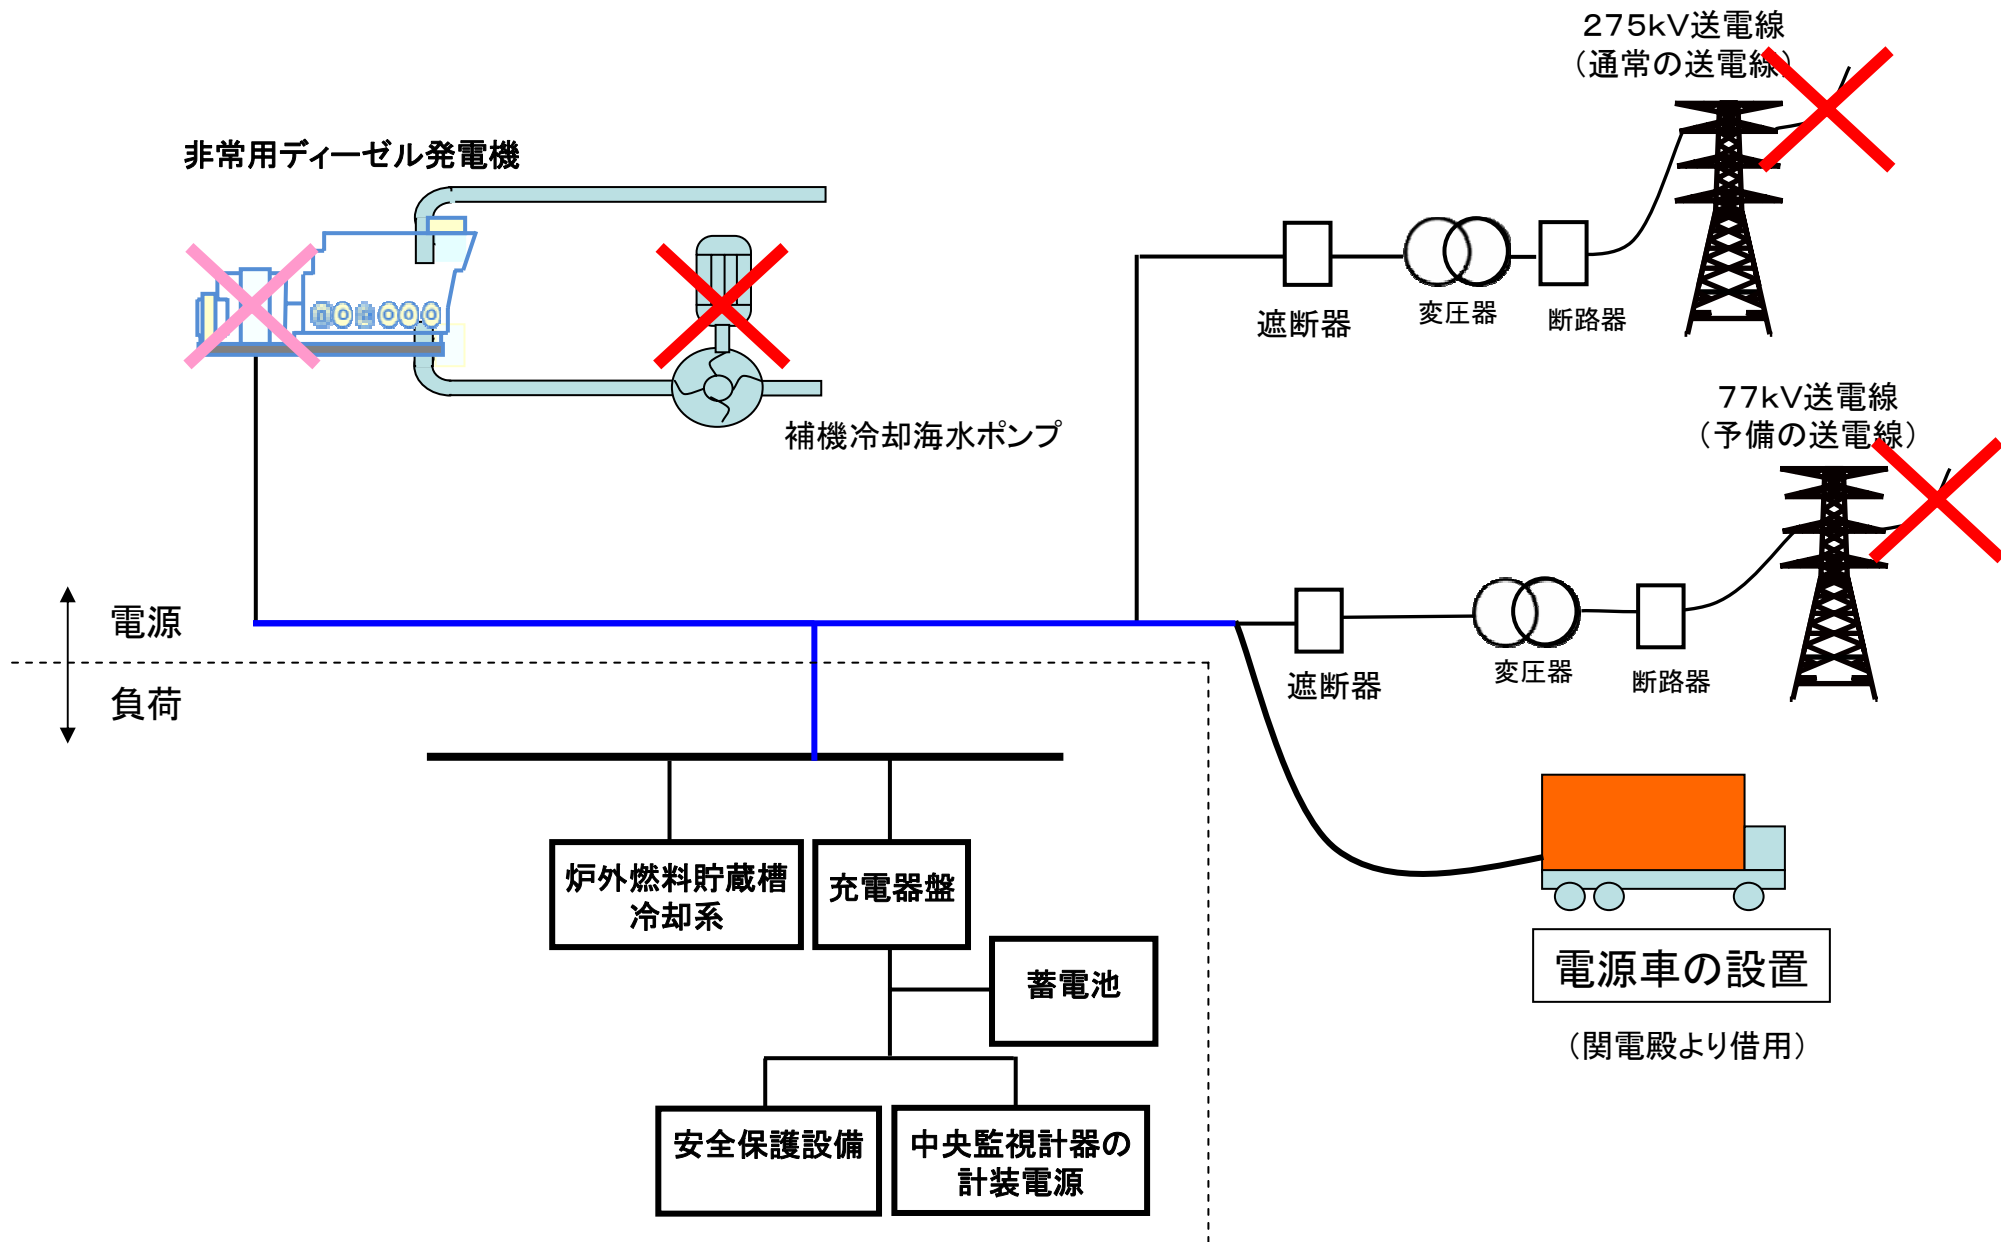 275kV送電線
（通常の送電線）
非常用ディーゼル発電機
遮断器
変圧器
断路器
補機冷却海水ポンプ
77kV送電線
（予備の送電線）
電源
負荷
遮断器
変圧器
断路器
炉外燃料貯蔵槽
冷却系
充電器盤
蓄電池
電源車の設置
（関電殿より借用）
安全保護設備
中央監視計器の
計装電源